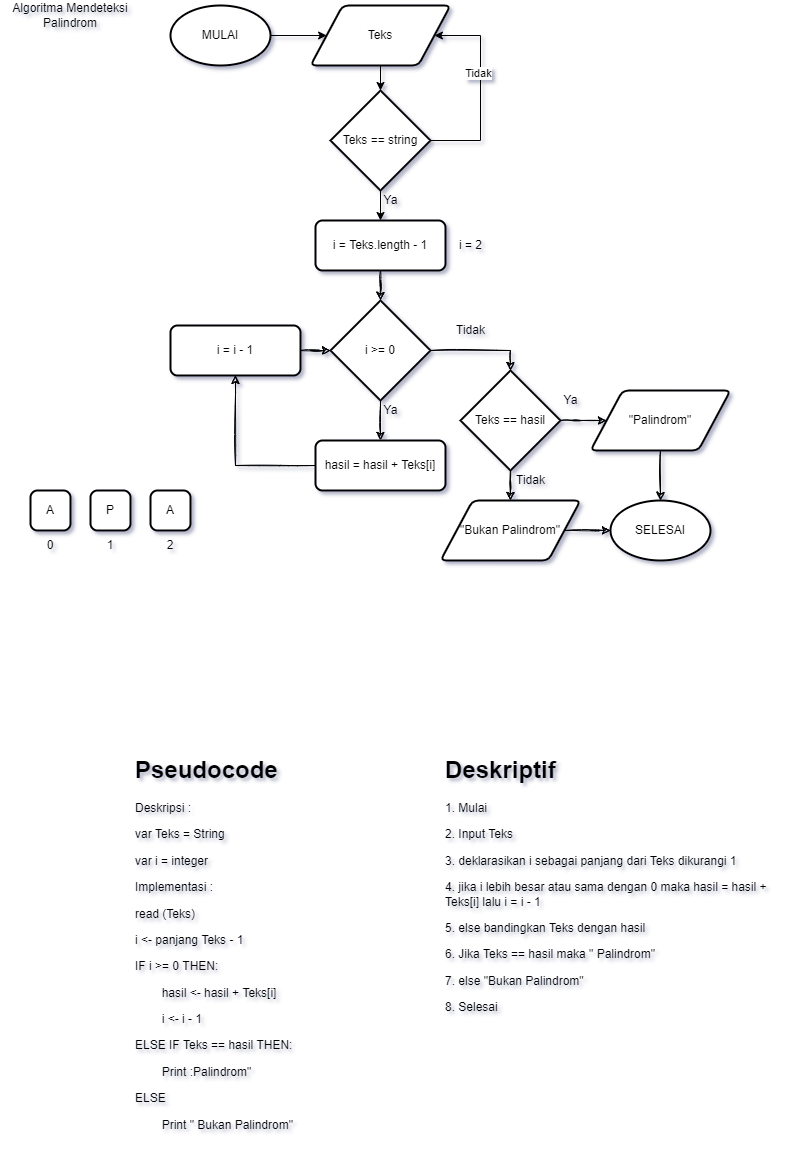 Algoritma Mendeteksi
Palindrom
MULAI
Teks
Tidak
Teks == string
Ya
i = Teks.length - 1
i = 2
i = i - 1
i >= 0
Tidak
Ya
hasil = hasil + Teks[i]
Teks == hasil
Ya
"Palindrom"
Tidak
"Bukan Palindrom"
SELESAI
A
P
A
0
1
2
Pseudocode
Deskripsi :
var Teks = String
var i = integer
Implementasi :
read (Teks)
i <- panjang Teks - 1
IF i >= 0 THEN:
hasil <- hasil + Teks[i]
i <- i - 1
ELSE IF Teks == hasil THEN:
Print :Palindrom"
ELSE
Print " Bukan Palindrom"
Deskriptif
1. Mulai
2. Input Teks
3. deklarasikan i sebagai panjang dari Teks dikurangi 1
4. jika i lebih besar atau sama dengan 0 maka hasil = hasil +
Teks[i] lalu i = i - 1
5. else bandingkan Teks dengan hasil
6. Jika Teks == hasil maka " Palindrom"
7. else "Bukan Palindrom"
8. Selesai